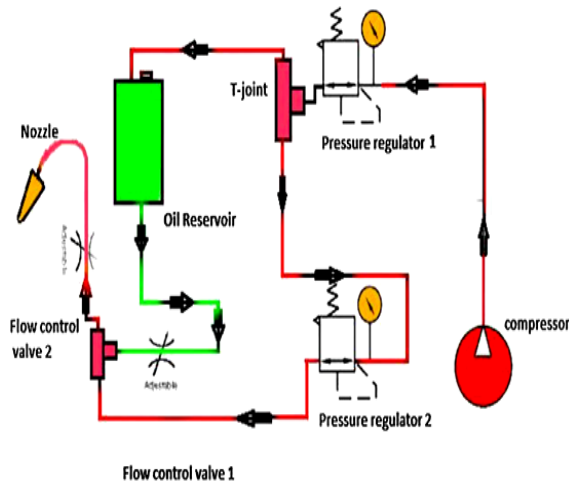 T-joint
Pressure regulator 1
Nozzle
Oil Reservoir
Adjustable
Flow control
valve 2
Adjustable
compressor
Pressure regulator 2
Flow control valve 1